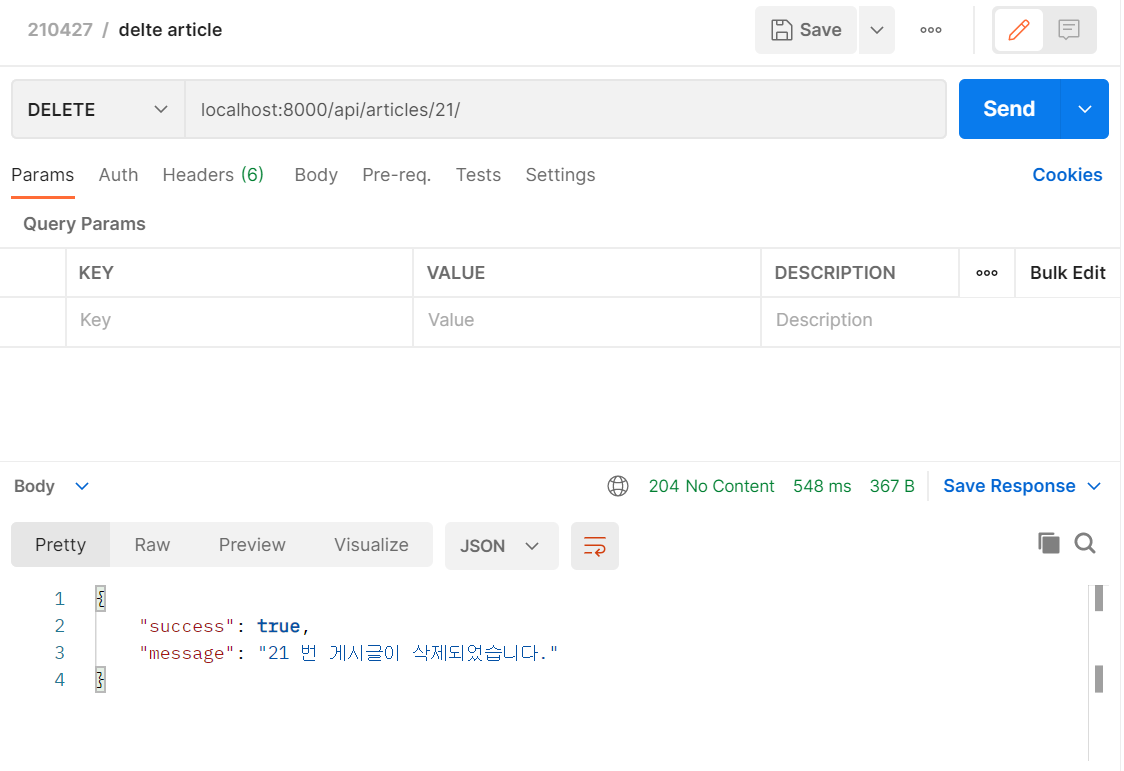 210427 / delte article
Save
DELETE
localhost:8000/api/articles/21/
Send
Params Auth Headers (6) Body Pre-req. Tests Settings Cookies
Query Params
KEY VALUE DESCRIPTION Bulk Edit
Key Value Description
Body 204 No Content 548 ms 367 B Save Response
Pretty Raw Preview Visualize JSON
1 {
2 "success": true,
3 "message": "21 번 게시글이 삭제되었습니다."
4 }